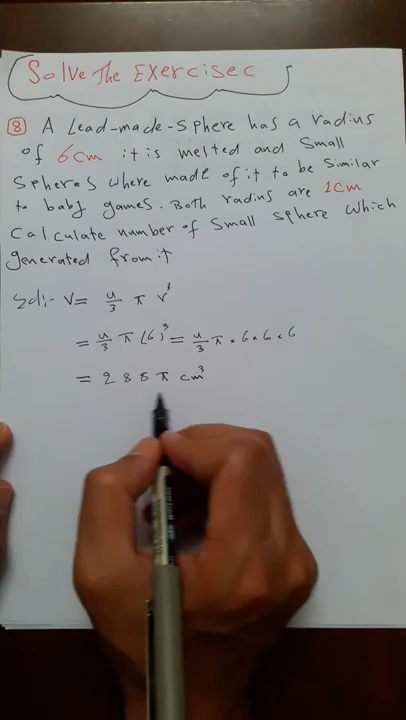 Solve The Exercisec
8 A Lead-made-sphere has a radius
of 6cm it is melted and small
spheres where made of it to be similar
to baby games. Both radius are 1cm
Calculate number of small sphere which
generated from it
Sol:- V= 4/3 π r³
= 4/3 π (6)³ = 4/3 π × 6 × 6 × 6
= 288π cm³